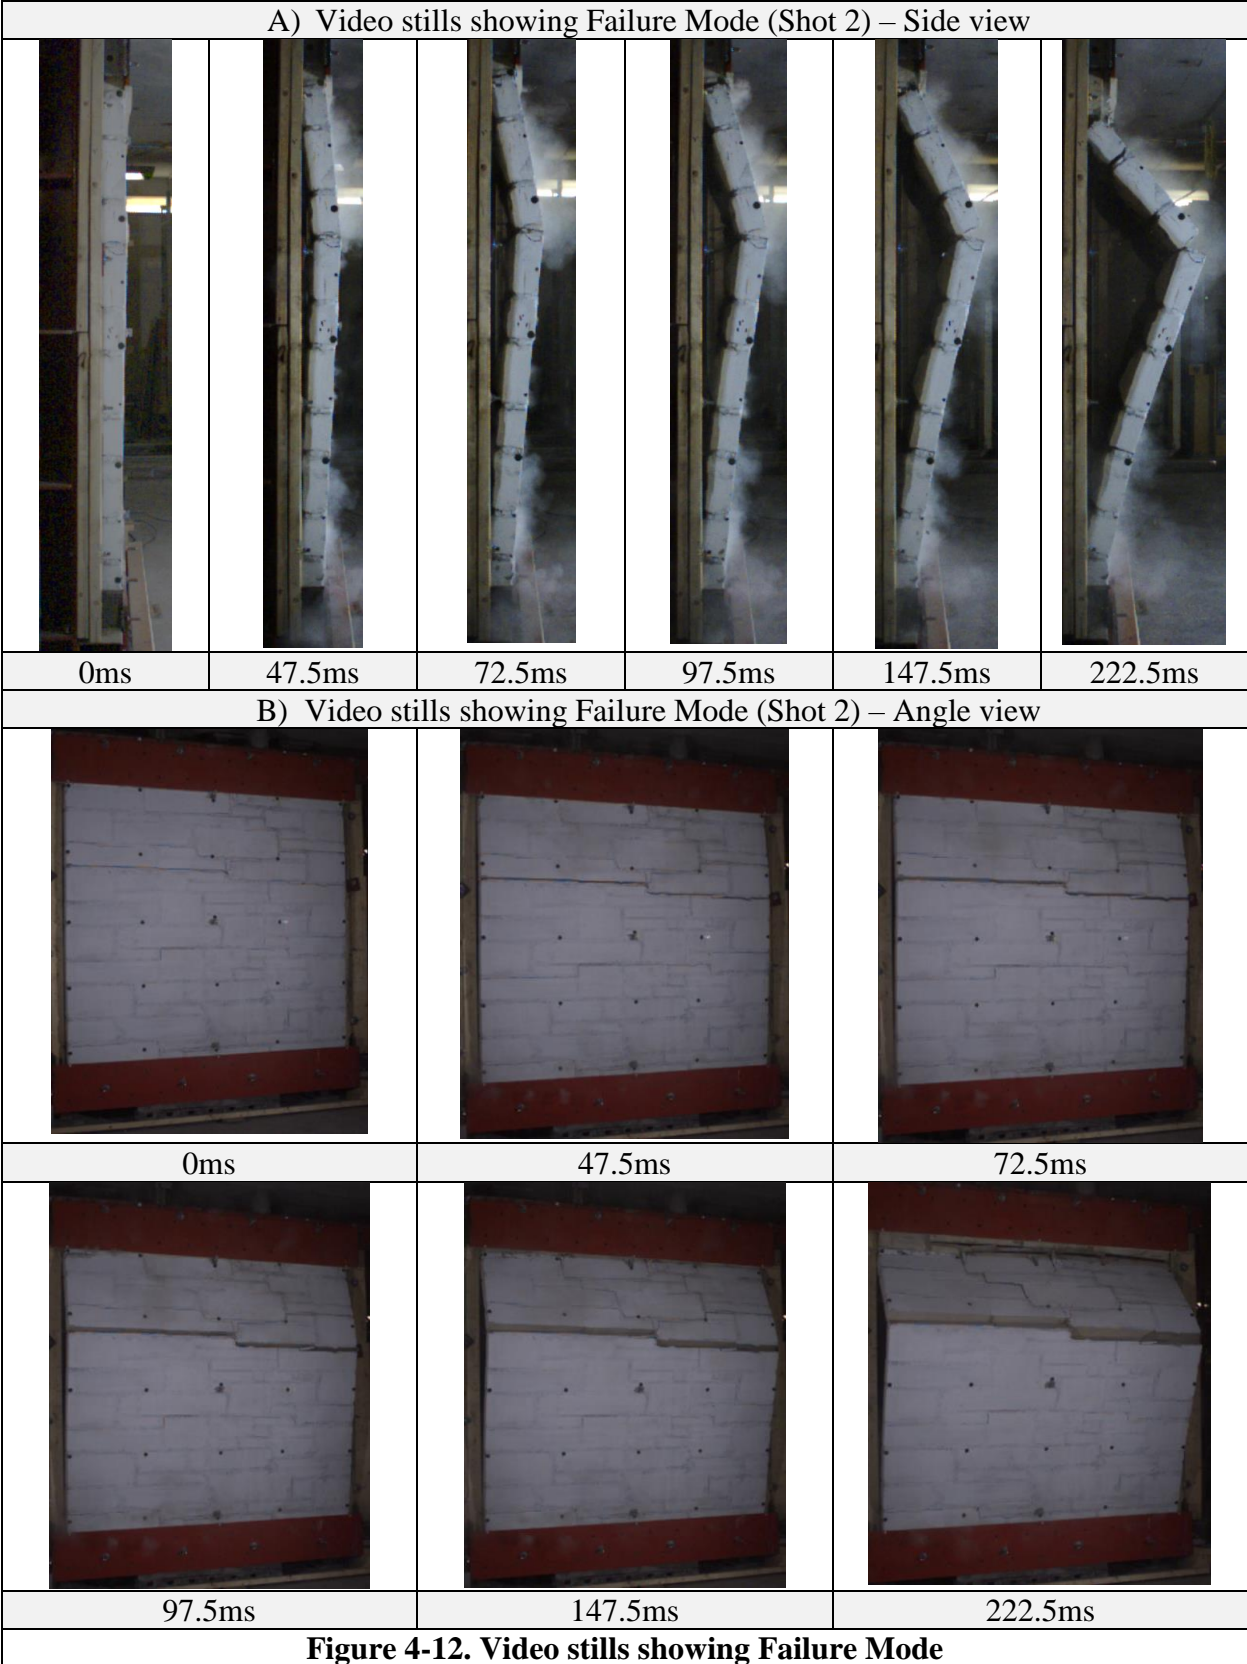 A) Video stills showing Failure Mode (Shot 2) – Side view
0ms 47.5ms 72.5ms 97.5ms 147.5ms 222.5ms
B) Video stills showing Failure Mode (Shot 2) – Angle view
0ms 47.5ms 72.5ms
97.5ms 147.5ms 222.5ms
Figure 4-12. Video stills showing Failure Mode